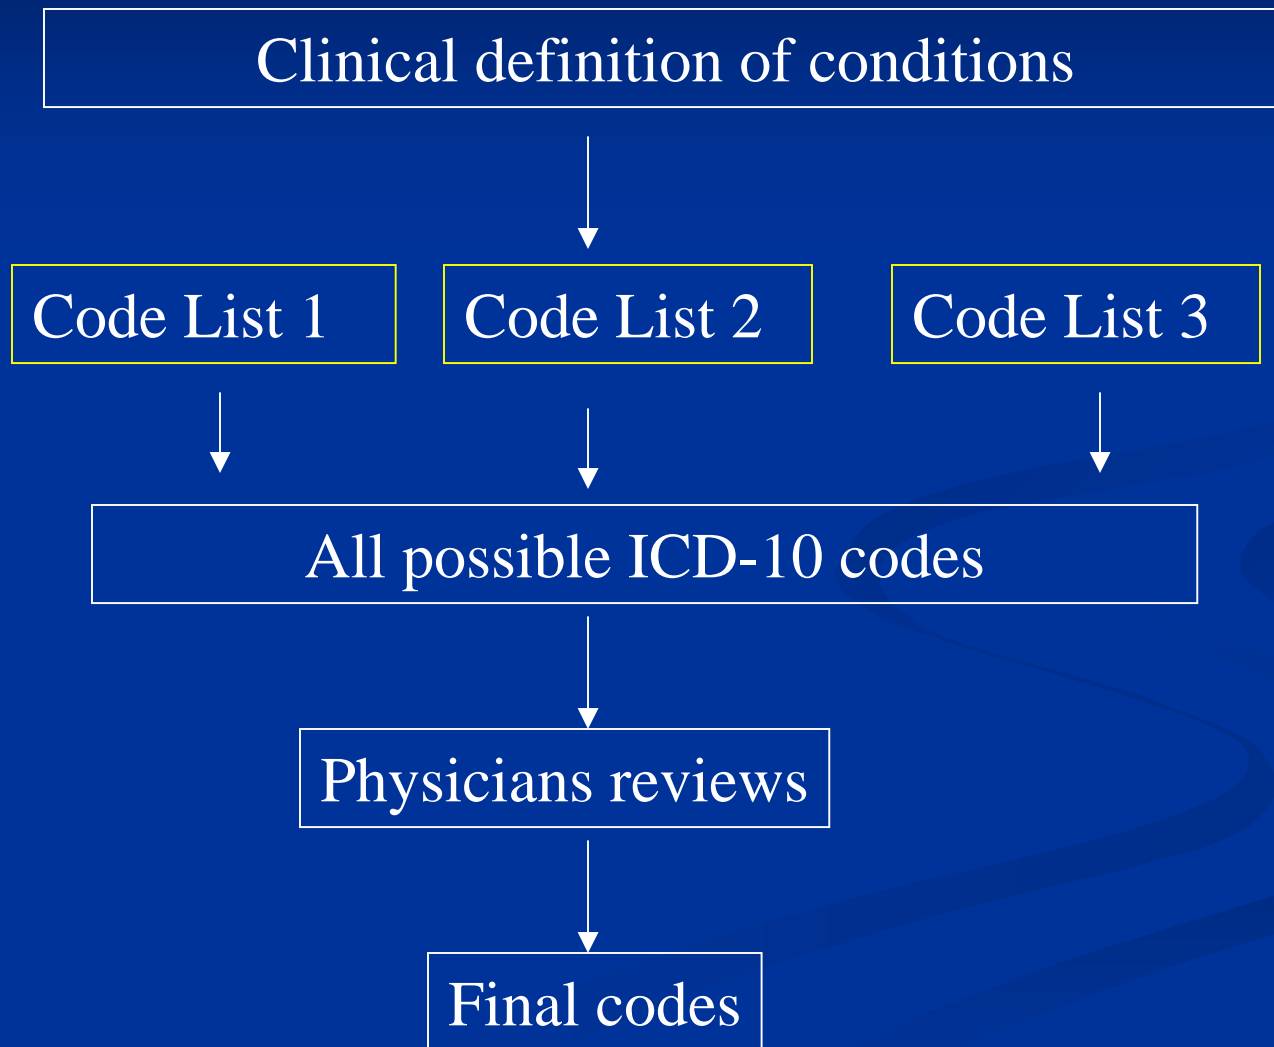 Clinical definition of conditions
Code List 1
Code List 2
Code List 3
All possible ICD-10 codes
Physicians reviews
Final codes